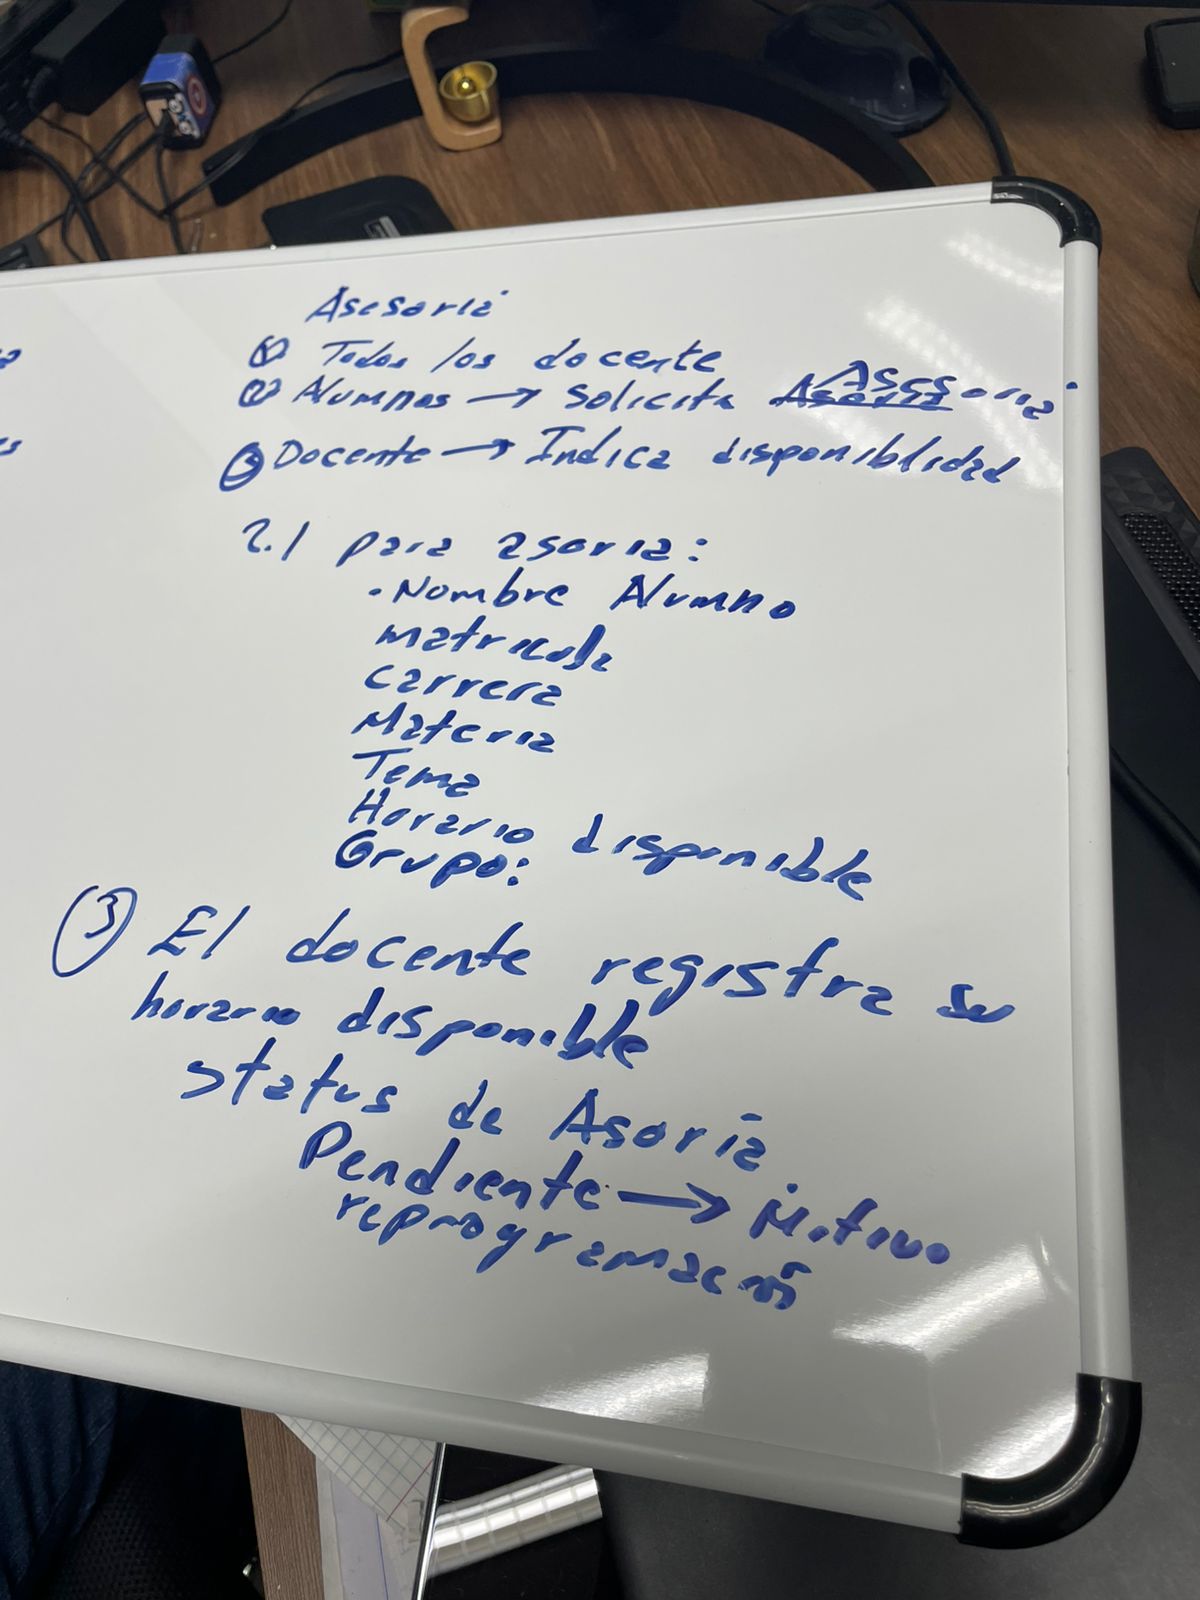 Asesoría
① Todos los docente
② Alumnos → Solicita Asoria Asesoria
③ Docente → Indica disponiblidad
2.1 para asoria:
• Nombre Alumno
matricula
carrera
Materia
Tema
Horario disponible
Grupo:
③ El docente registra su
horario disponible
status de Asoría
Pendiente → Motivo
reprogramación